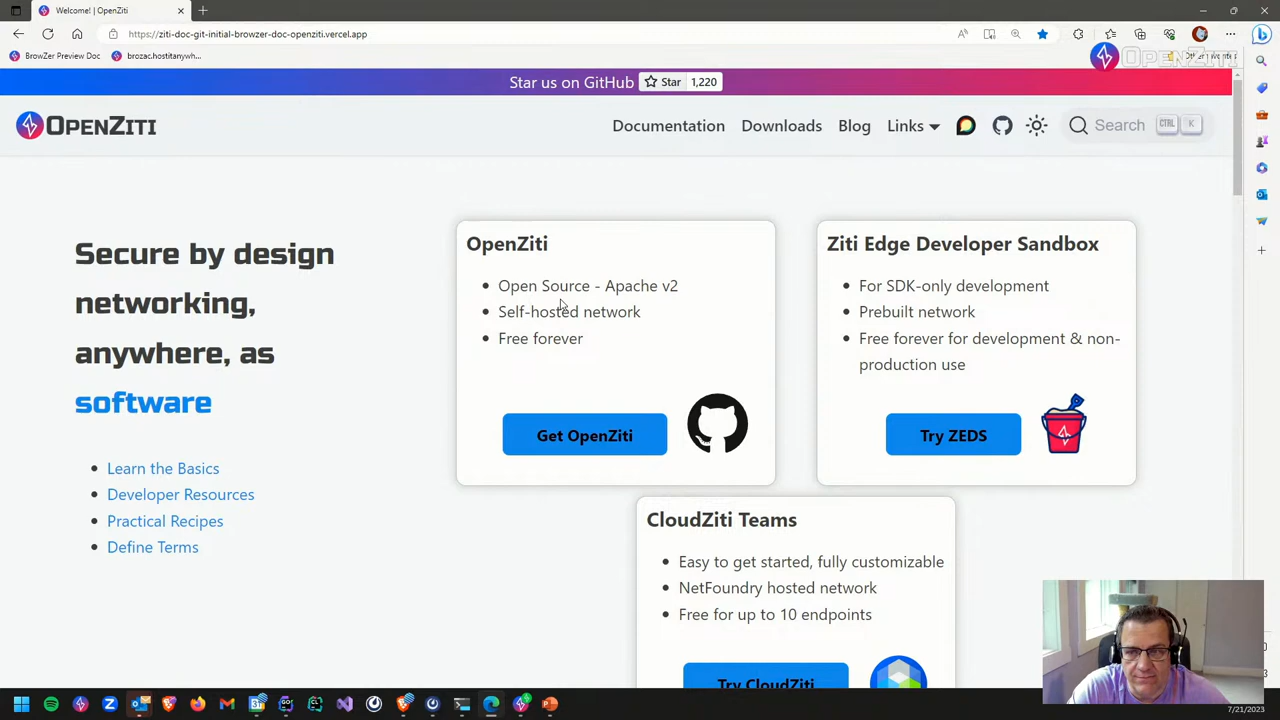 Welcome! | OpenZiti
https://ziti-doc-git-initial-browzer-doc-openziti.vercel.app
BrowZer Preview Doc
brozac.hostitanywh...
OPENZITI
Star us on GitHub
Star
1,220
OPENZITI
Documentation
Downloads
Blog
Links
Search
CTRL
K
Secure by design
networking,
anywhere, as
software
Learn the Basics
Developer Resources
Practical Recipes
Define Terms
OpenZiti
Open Source - Apache v2
Self-hosted network
Free forever
Get OpenZiti
Ziti Edge Developer Sandbox
For SDK-only development
Prebuilt network
Free forever for development & non-
production use
Try ZEDS
CloudZiti Teams
Easy to get started, fully customizable
NetFoundry hosted network
Free for up to 10 endpoints
Try CloudZiti
7/21/2023